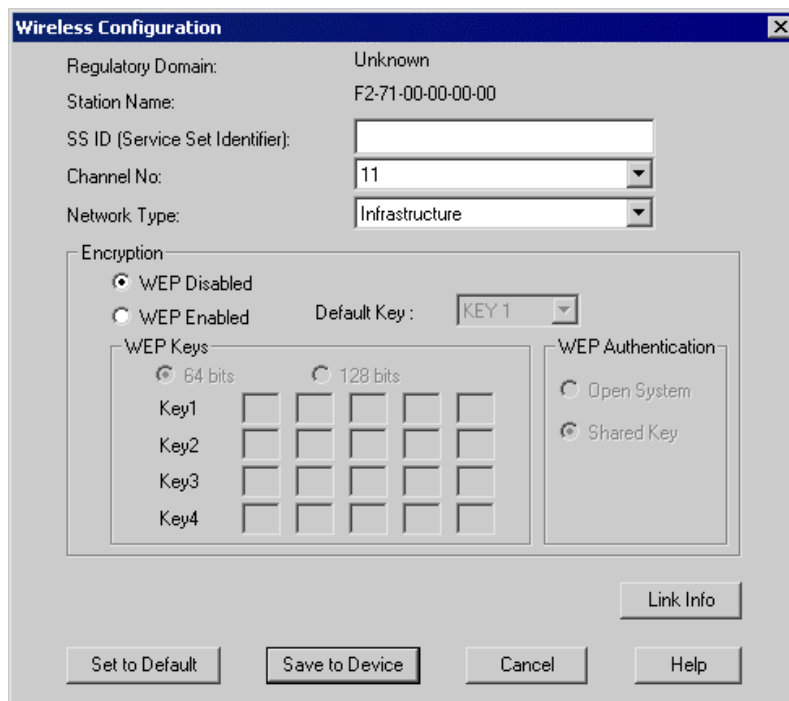 Wireless Configuration
Regulatory Domain: Unknown
Station Name: F2-71-00-00-00-00
SS ID (Service Set Identifier):
Channel No: 11
Network Type: Infrastructure
Encryption
WEP Disabled
WEP Enabled Default Key : KEY 1
WEP Keys
64 bits 128 bits
Key1
Key2
Key3
Key4
WEP Authentication
Open System
Shared Key
Link Info
Set to Default Save to Device Cancel Help